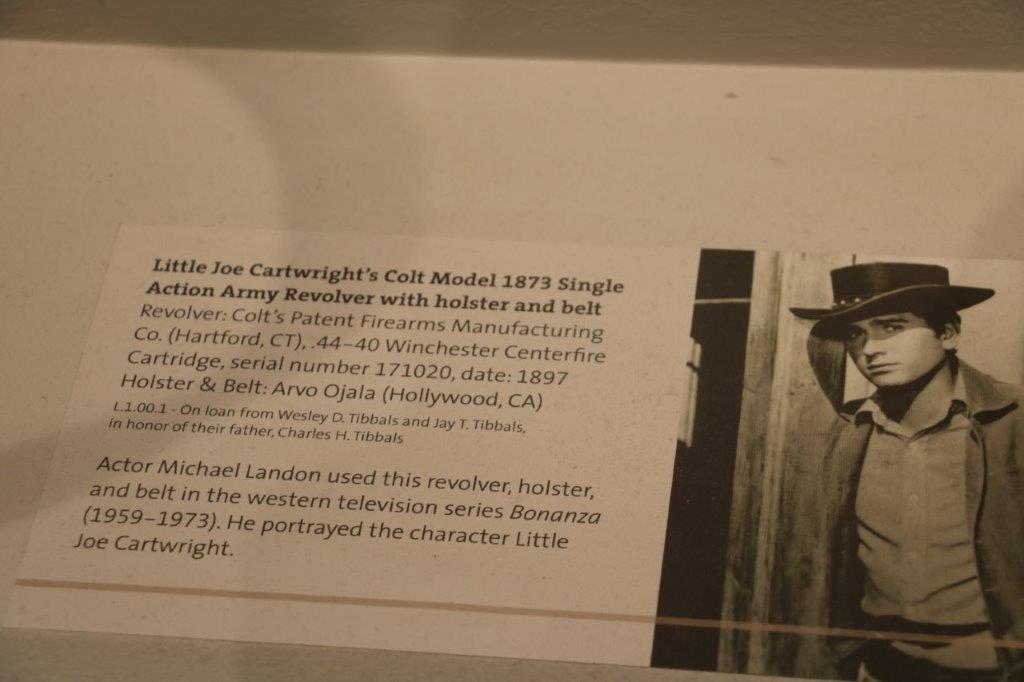 Little Joe Cartwright's Colt Model 1873 Single
Action Army Revolver with holster and belt
Revolver: Colt's Patent Firearms Manufacturing
Co. (Hartford, CT), .44–40 Winchester Centerfire
Cartridge, serial number 171020, date: 1897
Holster & Belt: Arvo Ojala (Hollywood, CA)
L.1.00.1 - On loan from Wesley D. Tibbals and Jay T. Tibbals,
in honor of their father, Charles H. Tibbals
Actor Michael Landon used this revolver, holster,
and belt in the western television series Bonanza
(1959–1973). He portrayed the character Little
Joe Cartwright.